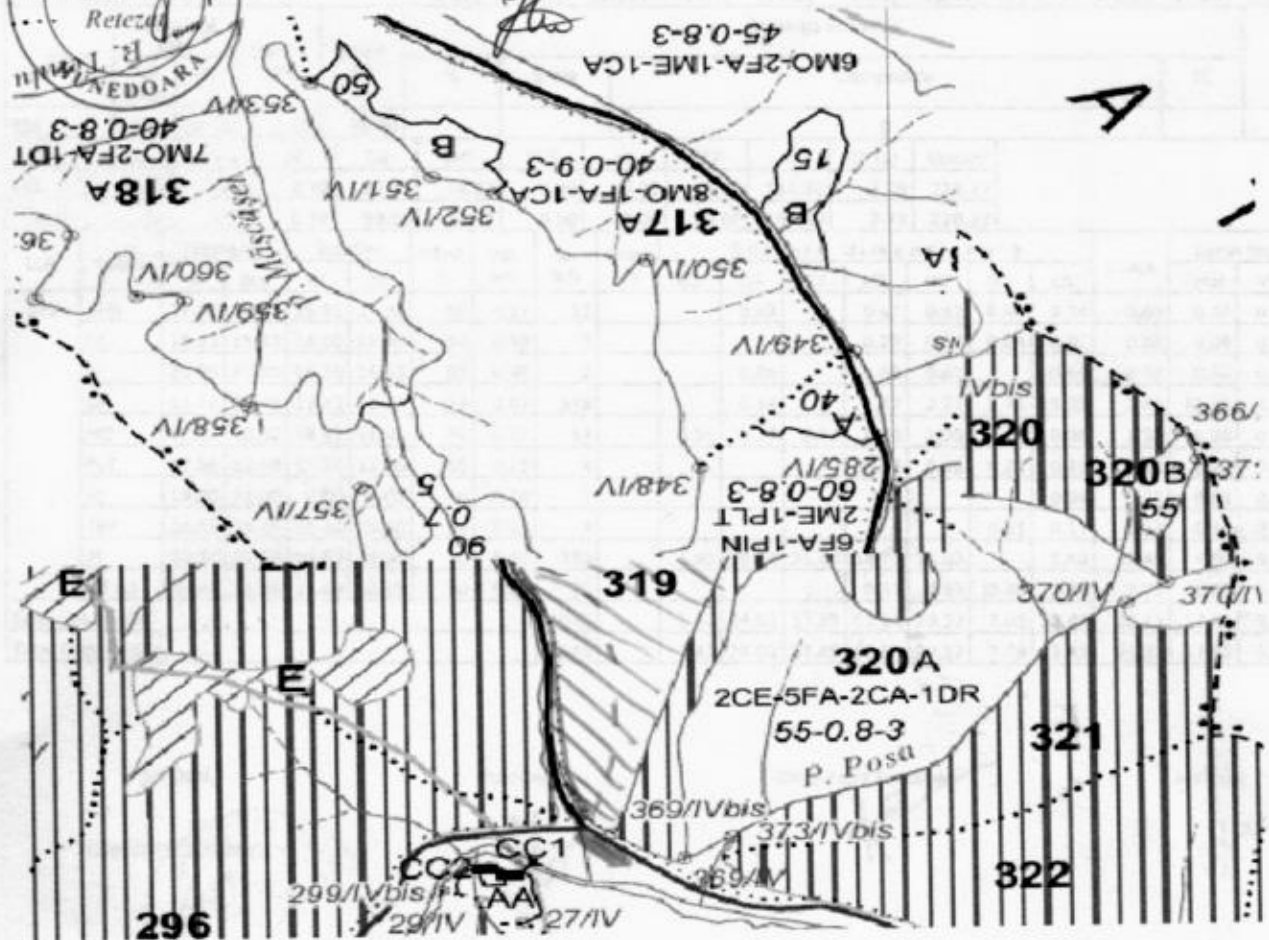 Retezat
HUNEDOARA
6MO-2FA-1ME-1CA
45-0.8-3
50
B
353/IV
7MO-2FA-1DT
40-0.8-3
318A
351/IV
352/IV
8MO-1FA-1CA
40-0.9-3
317A
15
B
A
350/IV
360/IV
359/IV
349/IV
358/IV
IVbis
320
366/
320B
55
40
A
285/IV
348/IV
60-0.8-3
2ME-1PLT
6FA-1PIN
357/IV
5
0.7
90
E
319
370/IV
370/IV
E
320A
2CE-5FA-2CA-1DR
55-0.8-3
321
P. Posa
369/IVbis
373/IVbis
CC1
CC2
369/IV
322
299/IVbis
AA
29/IV
27/IV
296